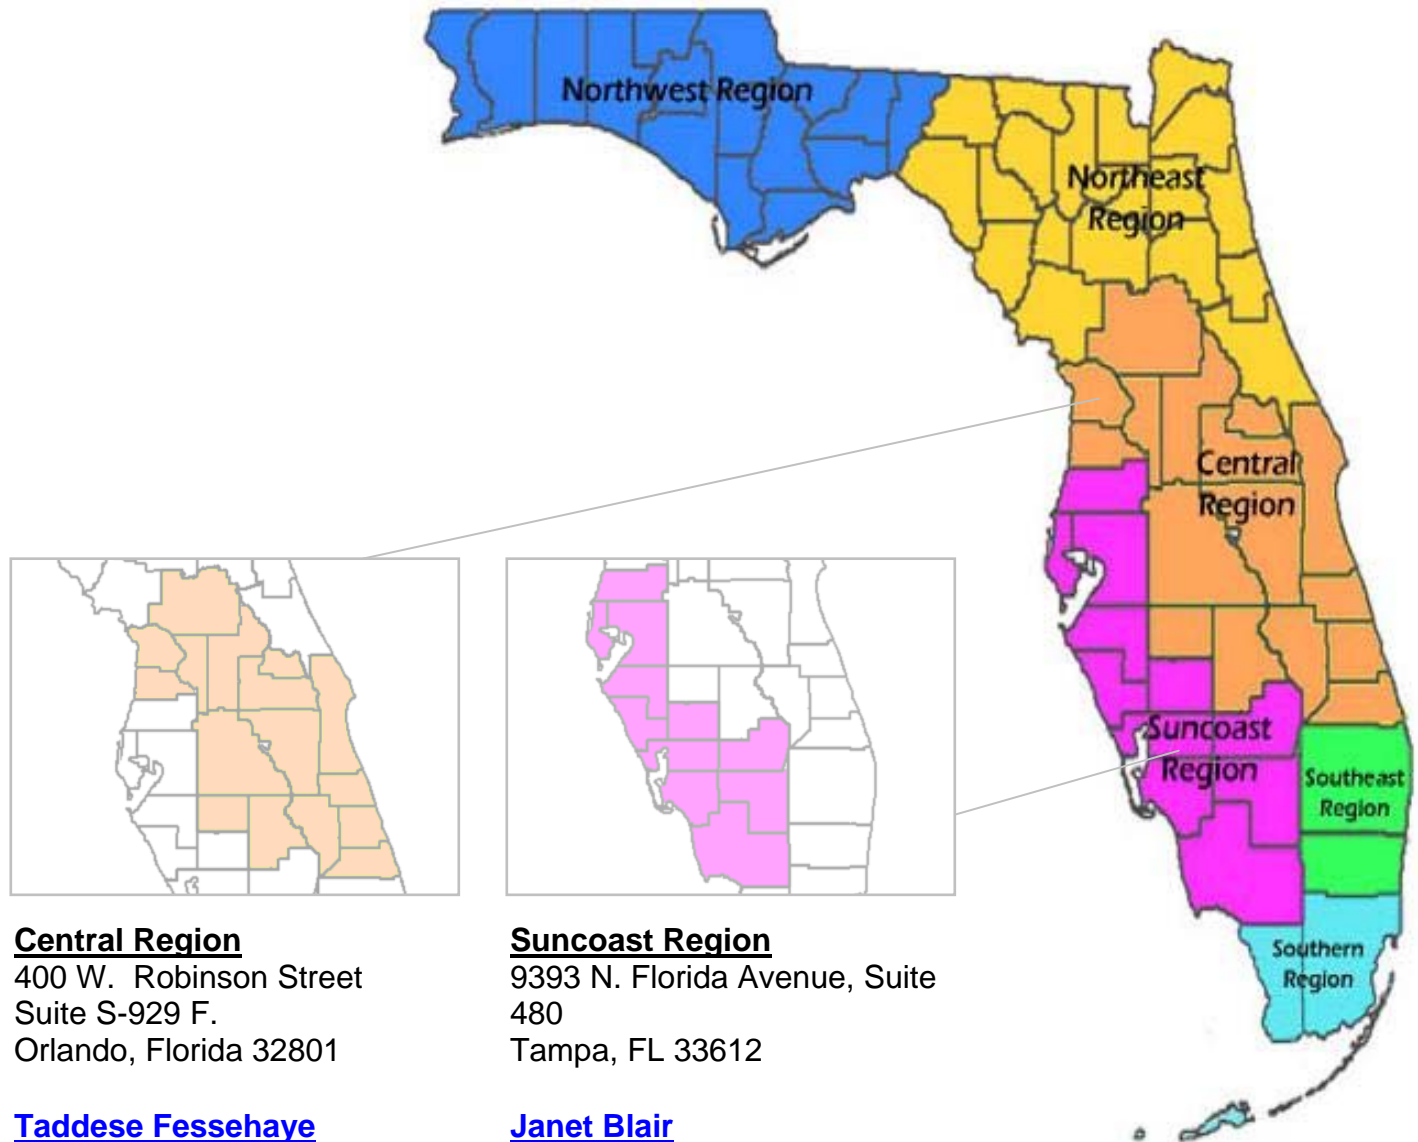 Northwest Region
Northeast
Region
Central
Region
Suncoast
Region
Southeast
Region
Southern
Region
Central Region
400 W.  Robinson Street
Suite S-929 F.
Orlando, Florida 32801
Taddese Fessehaye
Suncoast Region
9393 N. Florida Avenue, Suite
480
Tampa, FL 33612
Janet Blair